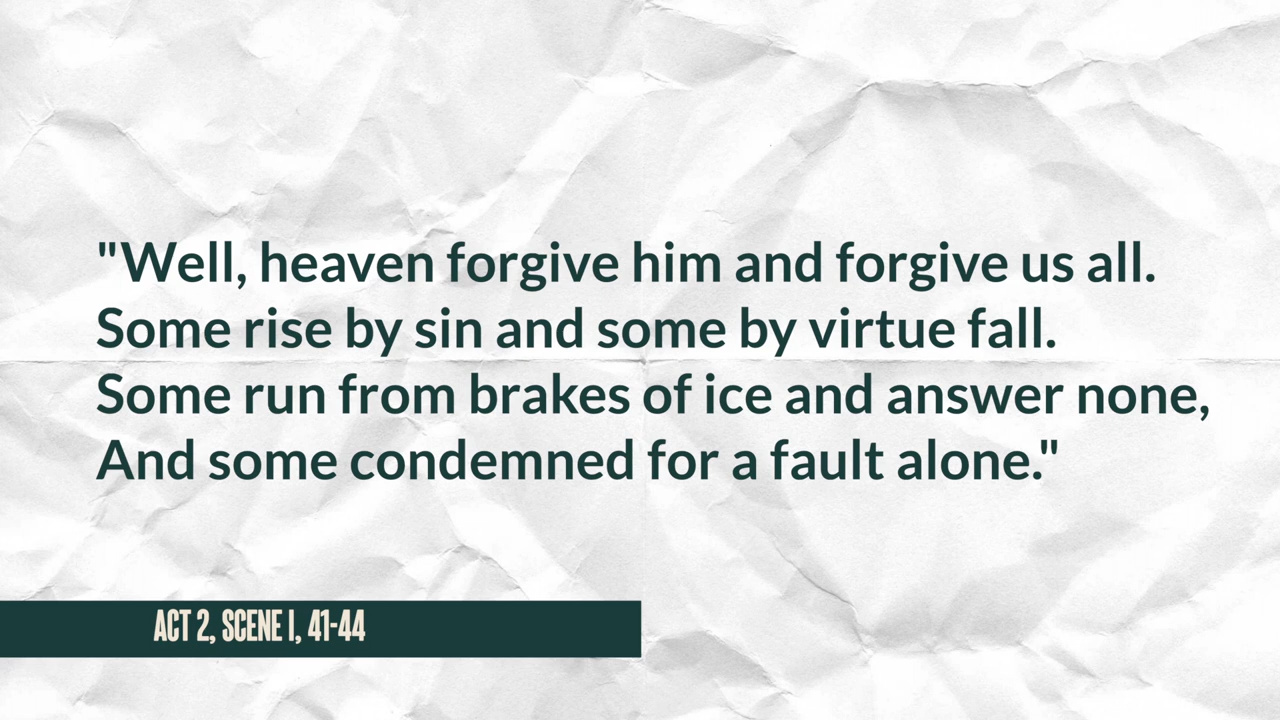 "Well, heaven forgive him and forgive us all.
Some rise by sin and some by virtue fall.
Some run from brakes of ice and answer none,
And some condemned for a fault alone."
ACT 2, SCENE I, 41-44